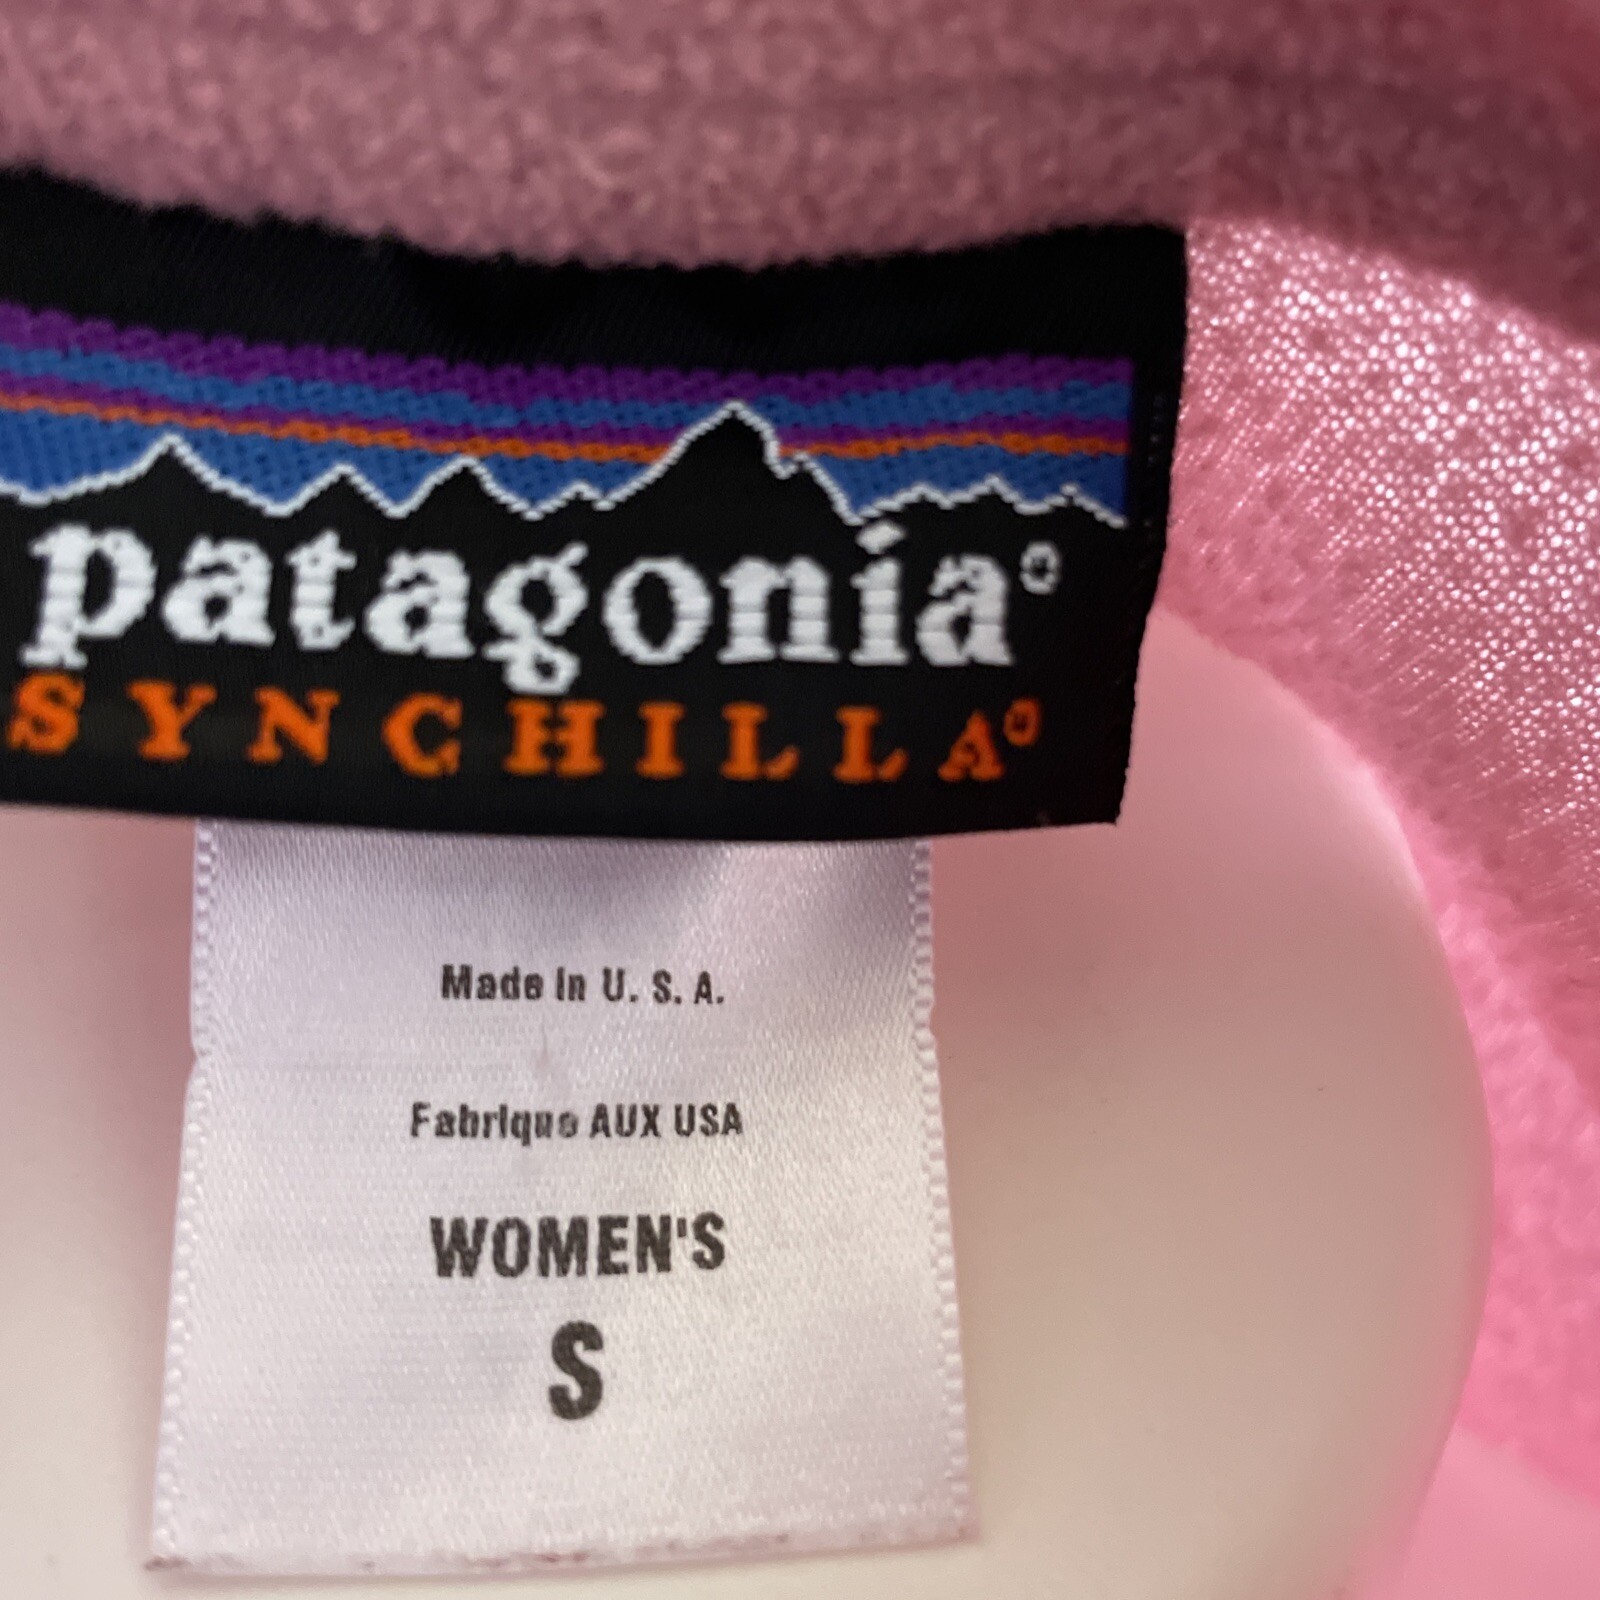 patagonia®
SYNCHILLA®
Made in U. S. A.
Fabrique AUX USA
WOMEN'S
S